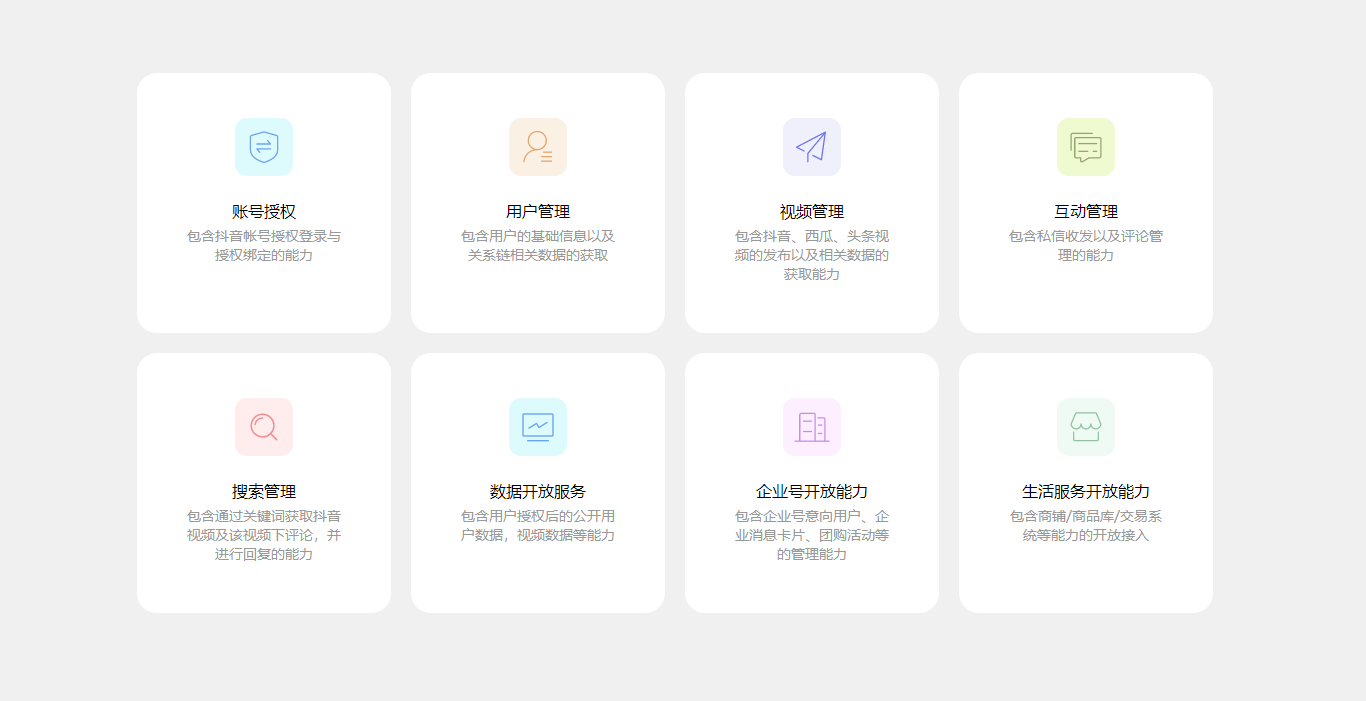 账号授权
包含抖音帐号授权登录与
授权绑定的能力
用户管理
包含用户的基础信息以及
关系链相关数据的获取
视频管理
包含抖音、西瓜、头条视
频的发布以及相关数据的
获取能力
互动管理
包含私信收发以及评论管
理的能力
搜索管理
包含通过关键词获取抖音
视频及该视频下评论，并
进行回复的能力
数据开放服务
包含用户授权后的公开用
户数据，视频数据等能力
企业号开放能力
包含企业号意向用户、企
业消息卡片、团购活动等
的管理能力
生活服务开放能力
包含商铺/商品库/交易系
统等能力的开放接入